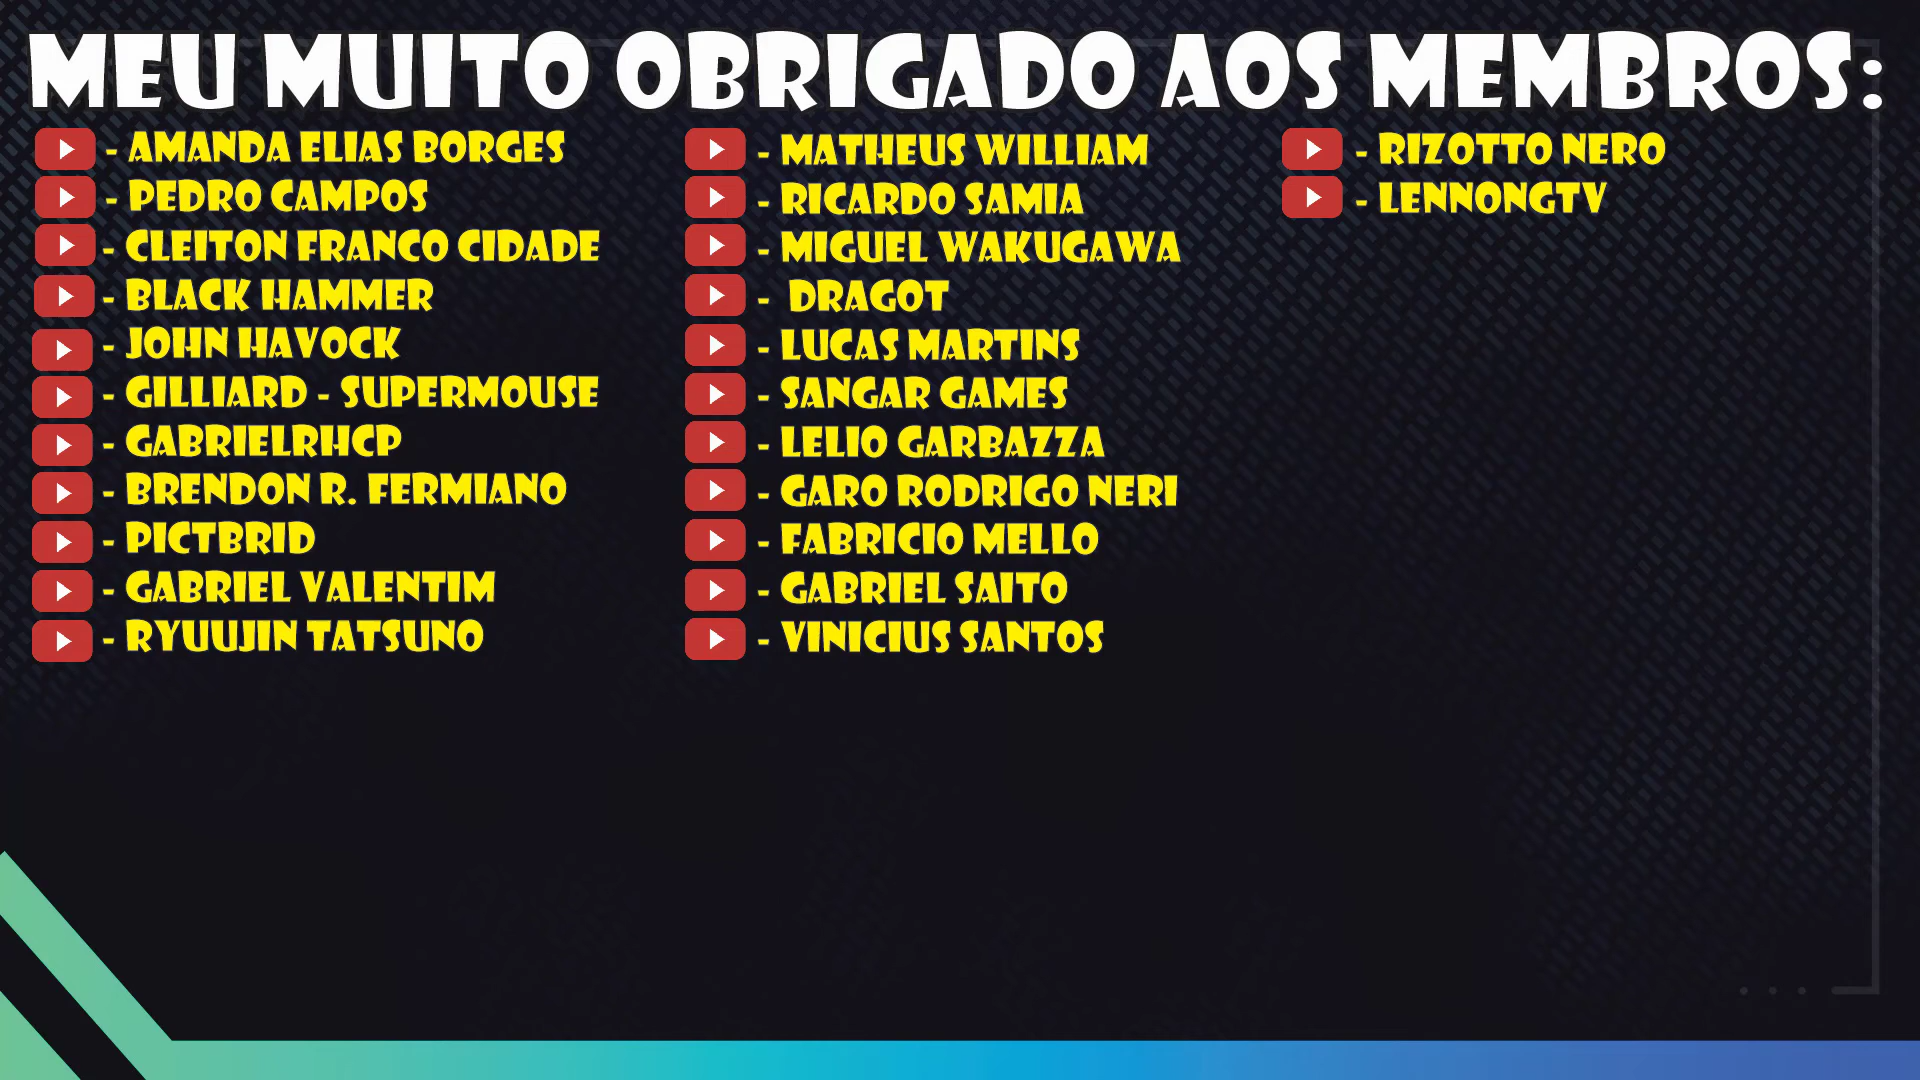 MEU MUITO OBRIGADO AOS MEMBROS:
- AMANDA ELIAS BORGES
- PEDRO CAMPOS
- CLEITON FRANCO CIDADE
- BLACK HAMMER
- JOHN HAVOCK
- GILLIARD - SUPERMOUSE
- GABRIELRHCP
- BRENDON R. FERMIANO
- PICTBRID
- GABRIEL VALENTIM
- RYUUJIN TATSUNO
- MATHEUS WILLIAM
- RICARDO SAMIA
- MIGUEL WAKUGAWA
- DRAGOT
- LUCAS MARTINS
- SANGAR GAMES
- LELIO GARBAZZA
- GARO RODRIGO NERI
- FABRICIO MELLO
- GABRIEL SAITO
- VINICIUS SANTOS
- RIZOTTO NERO
- LENNONGTV